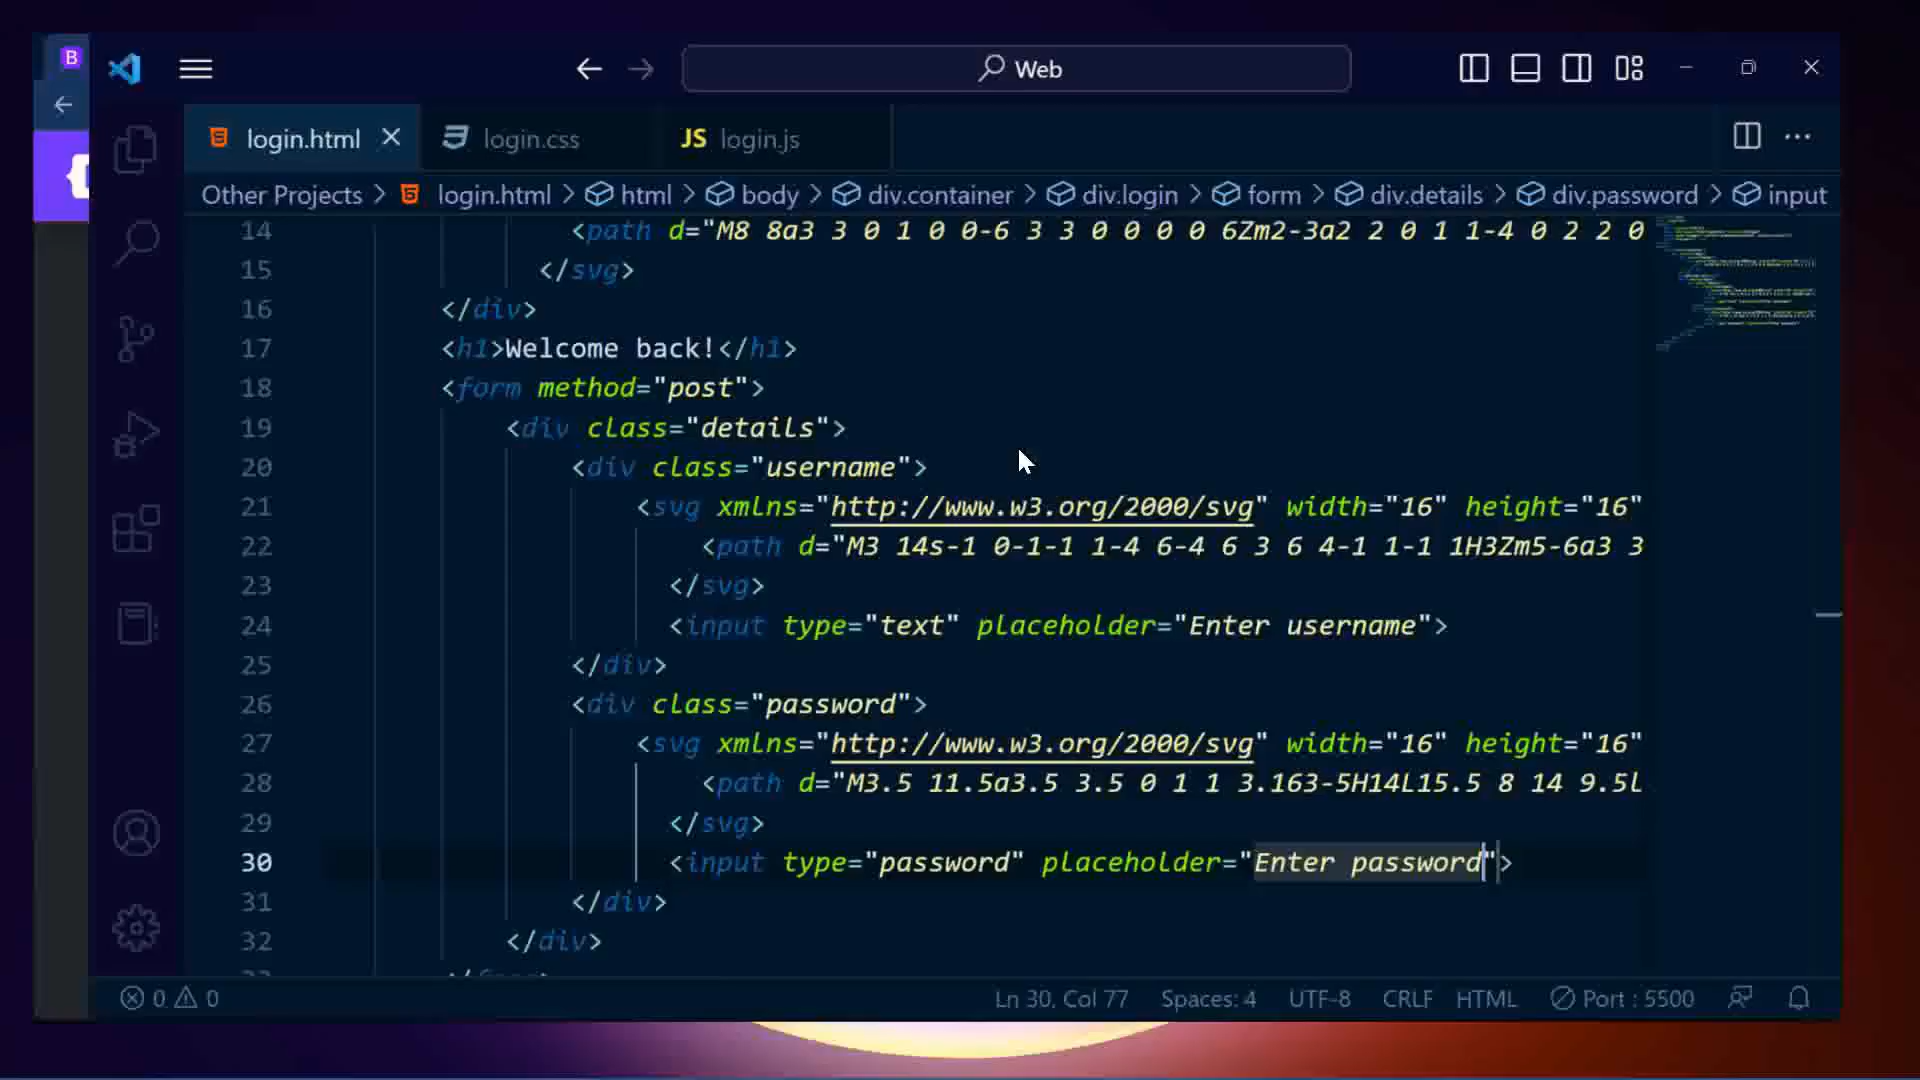 B
Web
login.html
login.css
JS login.js
Other Projects > login.html > html > body > div.container > div.login > form > div.details > div.password > input
14 <path d="M8 8a3 3 0 1 0 0-6 3 3 0 0 0 0 6Zm2-3a2 2 0 1 1-4 0 2 2 0
15 </svg>
16 </div>
17 <h1>Welcome back!</h1>
18 <form method="post">
19 <div class="details">
20 <div class="username">
21 <svg xmlns="http://www.w3.org/2000/svg" width="16" height="16"
22 <path d="M3 14s-1 0-1-1 1-4 6-4 6 3 6 4-1 1-1 1H3Zm5-6a3 3
23 </svg>
24 <input type="text" placeholder="Enter username">
25 </div>
26 <div class="password">
27 <svg xmlns="http://www.w3.org/2000/svg" width="16" height="16"
28 <path d="M3.5 11.5a3.5 3.5 0 1 1 3.163-5H14L15.5 8 14 9.5l
29 </svg>
30 <input type="password" placeholder="Enter password">
31 </div>
32 </div>
0 0 Ln 30, Col 77 Spaces: 4 UTF-8 CRLF HTML Port : 5500